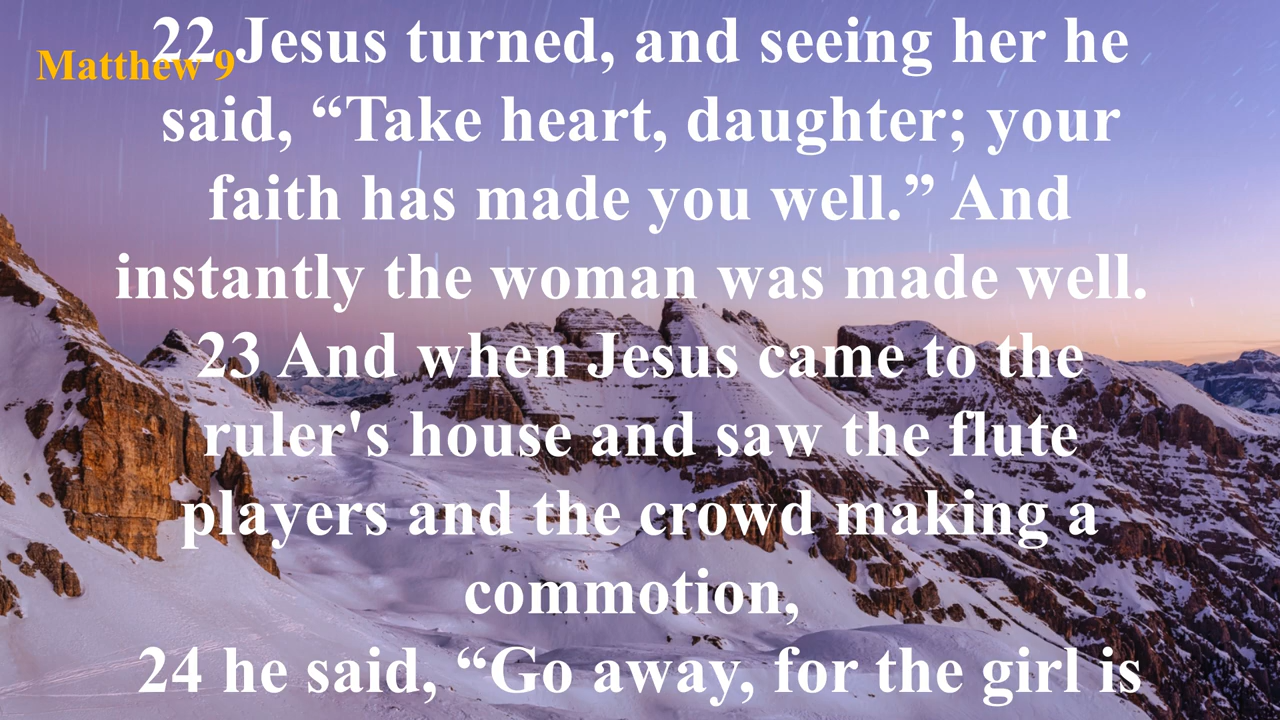 Matthew 9
22 Jesus turned, and seeing her he
said, “Take heart, daughter; your
faith has made you well.” And
instantly the woman was made well.
23 And when Jesus came to the
ruler's house and saw the flute
players and the crowd making a
commotion,
24 he said, “Go away, for the girl is